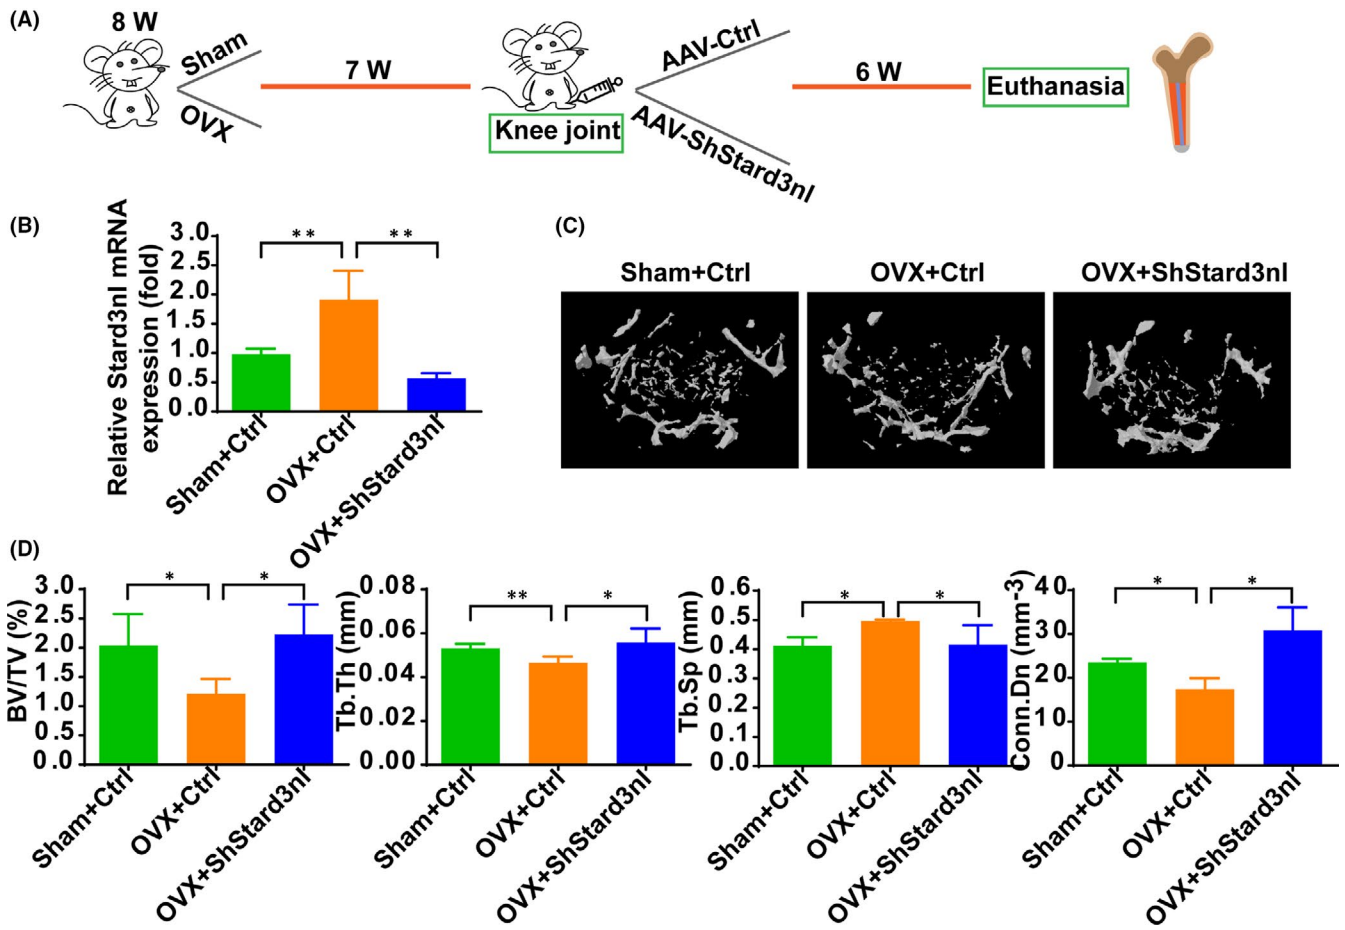 (A)
8 W
Sham
OVX
7 W
Knee joint
AAV-Ctrl
AAV-ShStard3nl
6 W
Euthanasia
(B)
Relative Stard3nl mRNA
expression (fold)
3.0
2.5
2.0
1.5
1.0
0.5
0.0
**
**
Sham+Ctrl
OVX+Ctrl
OVX+ShStard3nl
(C)
Sham+Ctrl
OVX+Ctrl
OVX+ShStard3nl
(D)
BV/TV (%)
3.0
2.5
2.0
1.5
1.0
0.5
0.0
*
*
Sham+Ctrl
OVX+Ctrl
OVX+ShStard3nl
Tb.Th (mm)
0.08
0.06
0.04
0.02
0.00
**
*
Sham+Ctrl
OVX+Ctrl
OVX+ShStard3nl
Tb.Sp (mm)
0.6
0.5
0.4
0.3
0.2
0.1
0.0
*
*
Sham+Ctrl
OVX+Ctrl
OVX+ShStard3nl
Conn.Dn (mm-3)
40
30
20
10
0
*
*
Sham+Ctrl
OVX+Ctrl
OVX+ShStard3nl